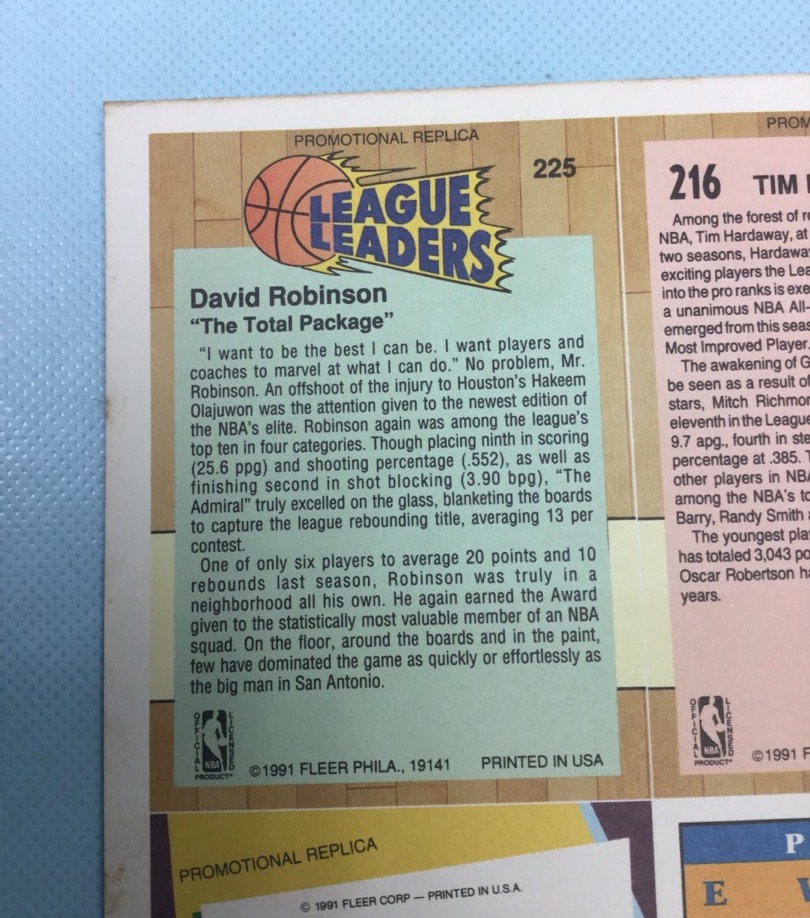 PROMOTIONAL REPLICA
225
LEAGUE
LEADERS
David Robinson
“The Total Package”
“I want to be the best I can be. I want players and
coaches to marvel at what I can do.” No problem, Mr.
Robinson. An offshoot of the injury to Houston's Hakeem
Olajuwon was the attention given to the newest edition of
the NBA's elite. Robinson again was among the league's
top ten in four categories. Though placing ninth in scoring
(25.6 ppg) and shooting percentage (.552), as well as
finishing second in shot blocking (3.90 bpg), “The
Admiral” truly excelled on the glass, blanketing the boards
to capture the league rebounding title, averaging 13 per
contest.
One of only six players to average 20 points and 10
rebounds last season, Robinson was truly in a
neighborhood all his own. He again earned the Award
given to the statistically most valuable member of an NBA
squad. On the floor, around the boards and in the paint,
few have dominated the game as quickly or effortlessly as
the big man in San Antonio.
OFFICIAL LICENSED
NBA
PRODUCT
©1991 FLEER PHILA., 19141 PRINTED IN USA
216 TIM
Among the forest of
NBA, Tim Hardaway, at
two seasons, Hardaway
exciting players the
into the pro ranks is
a unanimous NBA
emerged from this
Most Improved Player.
The awakening of
be seen as a result of
stars, Mitch
eleventh in the League
9.7 apg., fourth in
percentage at .385.
other players in
among the NBA's
Barry, Randy Smith
The youngest
has totaled 3,043
Oscar Robertson
years.
OFFICIAL LICENSED
NBA
PRODUCT
©1991
PROMOTIONAL REPLICA
© 1991 FLEER CORP — PRINTED IN U.S.A.
P
E